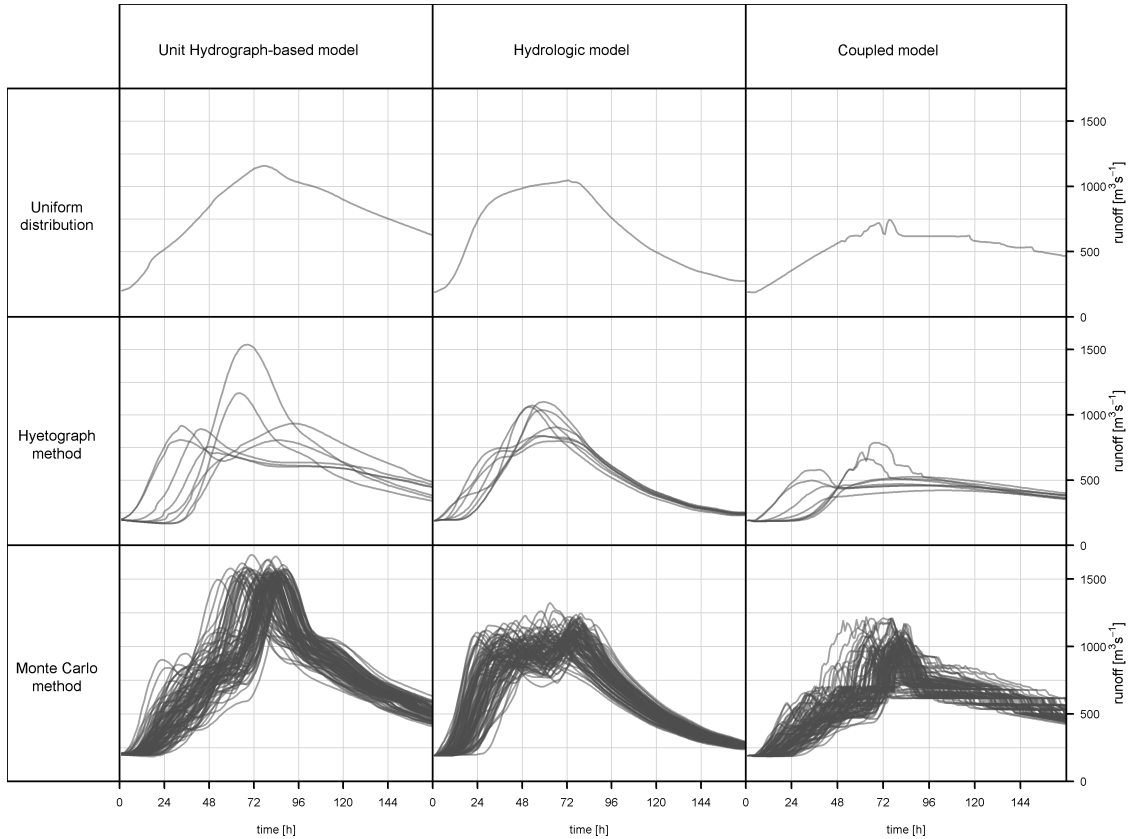 Unit Hydrograph-based model
Hydrologic model
Coupled model
Uniform
distribution
1500
1000
500
0
runoff [m³s⁻¹]
Hyetograph
method
1500
1000
500
0
runoff [m³s⁻¹]
Monte Carlo
method
1500
1000
500
0
runoff [m³s⁻¹]
0 24 48 72 96 120 144
0 24 48 72 96 120 144
0 24 48 72 96 120 144
time [h]
time [h]
time [h]